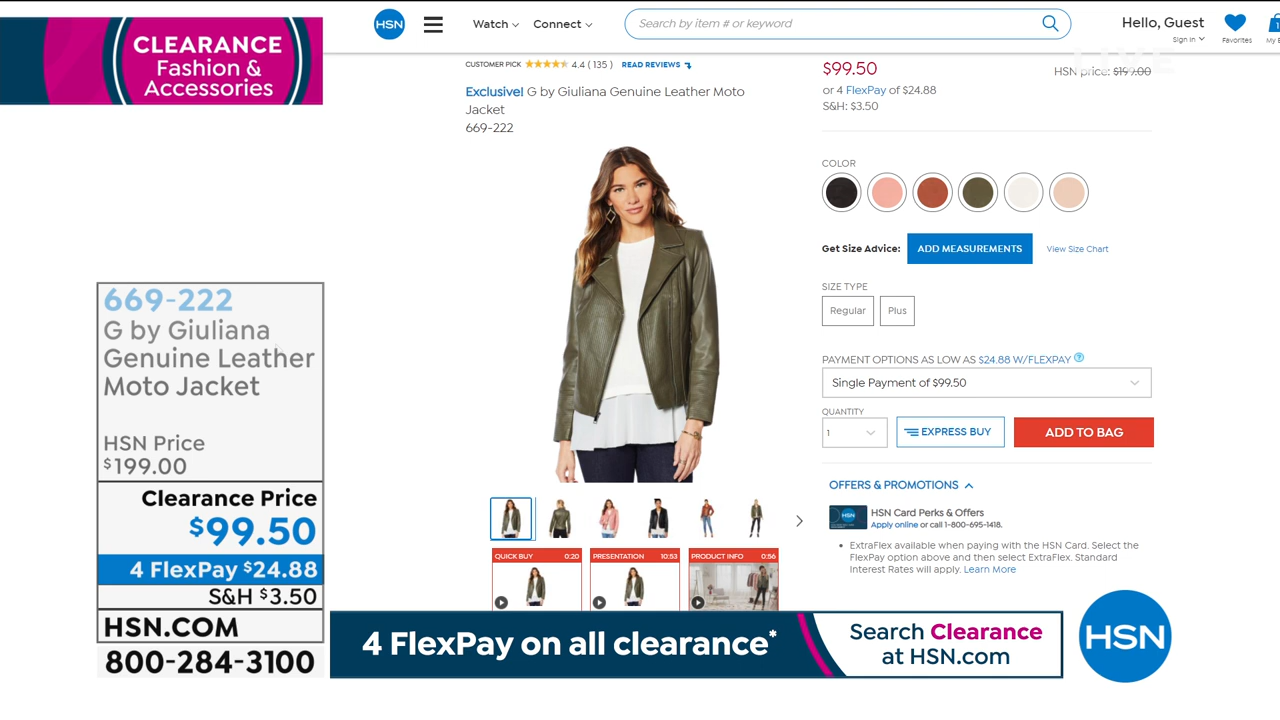 CLEARANCE
Fashion &
Accessories
HSN
Watch
Connect
Search by item # or keyword
Hello, Guest
Sign In
Favorites
CUSTOMER PICK 4.4 ( 135 ) READ REVIEWS
Exclusive! G by Giuliana Genuine Leather Moto
Jacket
669-222
$99.50
HSN price: $199.00
or 4 FlexPay of $24.88
S&H: $3.50
LIVE
COLOR
Get Size Advice: ADD MEASUREMENTS View Size Chart
SIZE TYPE
Regular Plus
PAYMENT OPTIONS AS LOW AS $24.88 W/FLEXPAY ?
Single Payment of $99.50
QUANTITY
1
EXPRESS BUY
ADD TO BAG
OFFERS & PROMOTIONS
HSN
HSN Card Perks & Offers
Apply online or call 1-800-695-1418.
• ExtraFlex available when paying with the HSN Card. Select the
FlexPay option above and then select ExtraFlex. Standard
Interest Rates will apply. Learn More
QUICK BUY 0:20
PRESENTATION 10:53
PRODUCT INFO 0:56
669-222
G by Giuliana
Genuine Leather
Moto Jacket
HSN Price
$199.00
Clearance Price
$99.50
4 FlexPay $24.88
S&H $3.50
HSN.COM
800-284-3100
4 FlexPay on all clearance*
Search Clearance
at HSN.com
HSN